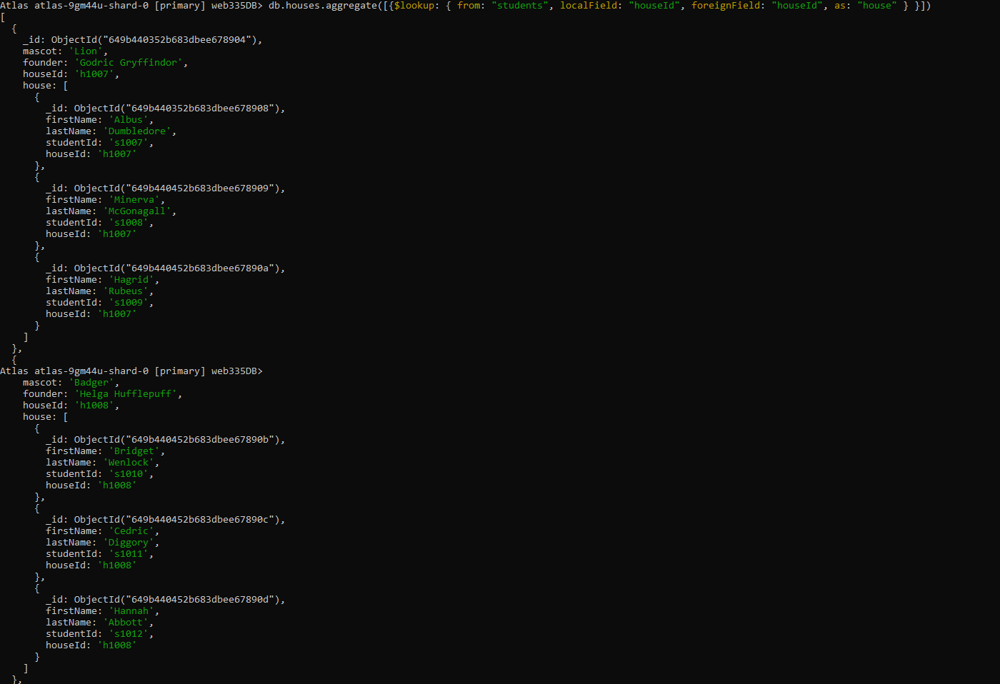 Atlas atlas-9gm44u-shard-0 [primary] web335DB> db.houses.aggregate([{$lookup: { from: "students", localField: "houseId", foreignField: "houseId", as: "house" } }])
[
  {
    _id: ObjectId("649b440352b683dbee678904"),
    mascot: 'Lion',
    founder: 'Godric Gryffindor',
    houseId: 'h1007',
    house: [
      {
        _id: ObjectId("649b440352b683dbee678908"),
        firstName: 'Albus',
        lastName: 'Dumbledore',
        studentId: 's1007',
        houseId: 'h1007'
      },
      {
        _id: ObjectId("649b440452b683dbee678909"),
        firstName: 'Minerva',
        lastName: 'McGonagall',
        studentId: 's1008',
        houseId: 'h1007'
      },
      {
        _id: ObjectId("649b440452b683dbee67890a"),
        firstName: 'Hagrid',
        lastName: 'Rubeus',
        studentId: 's1009',
        houseId: 'h1007'
      }
    ]
  },
  {
Atlas atlas-9gm44u-shard-0 [primary] web335DB>
    mascot: 'Badger',
    founder: 'Helga Hufflepuff',
    houseId: 'h1008',
    house: [
      {
        _id: ObjectId("649b440452b683dbee67890b"),
        firstName: 'Bridget',
        lastName: 'Wenlock',
        studentId: 's1010',
        houseId: 'h1008'
      },
      {
        _id: ObjectId("649b440452b683dbee67890c"),
        firstName: 'Cedric',
        lastName: 'Diggory',
        studentId: 's1011',
        houseId: 'h1008'
      },
      {
        _id: ObjectId("649b440452b683dbee67890d"),
        firstName: 'Hannah',
        lastName: 'Abbott',
        studentId: 's1012',
        houseId: 'h1008'
      }
    ]
  },